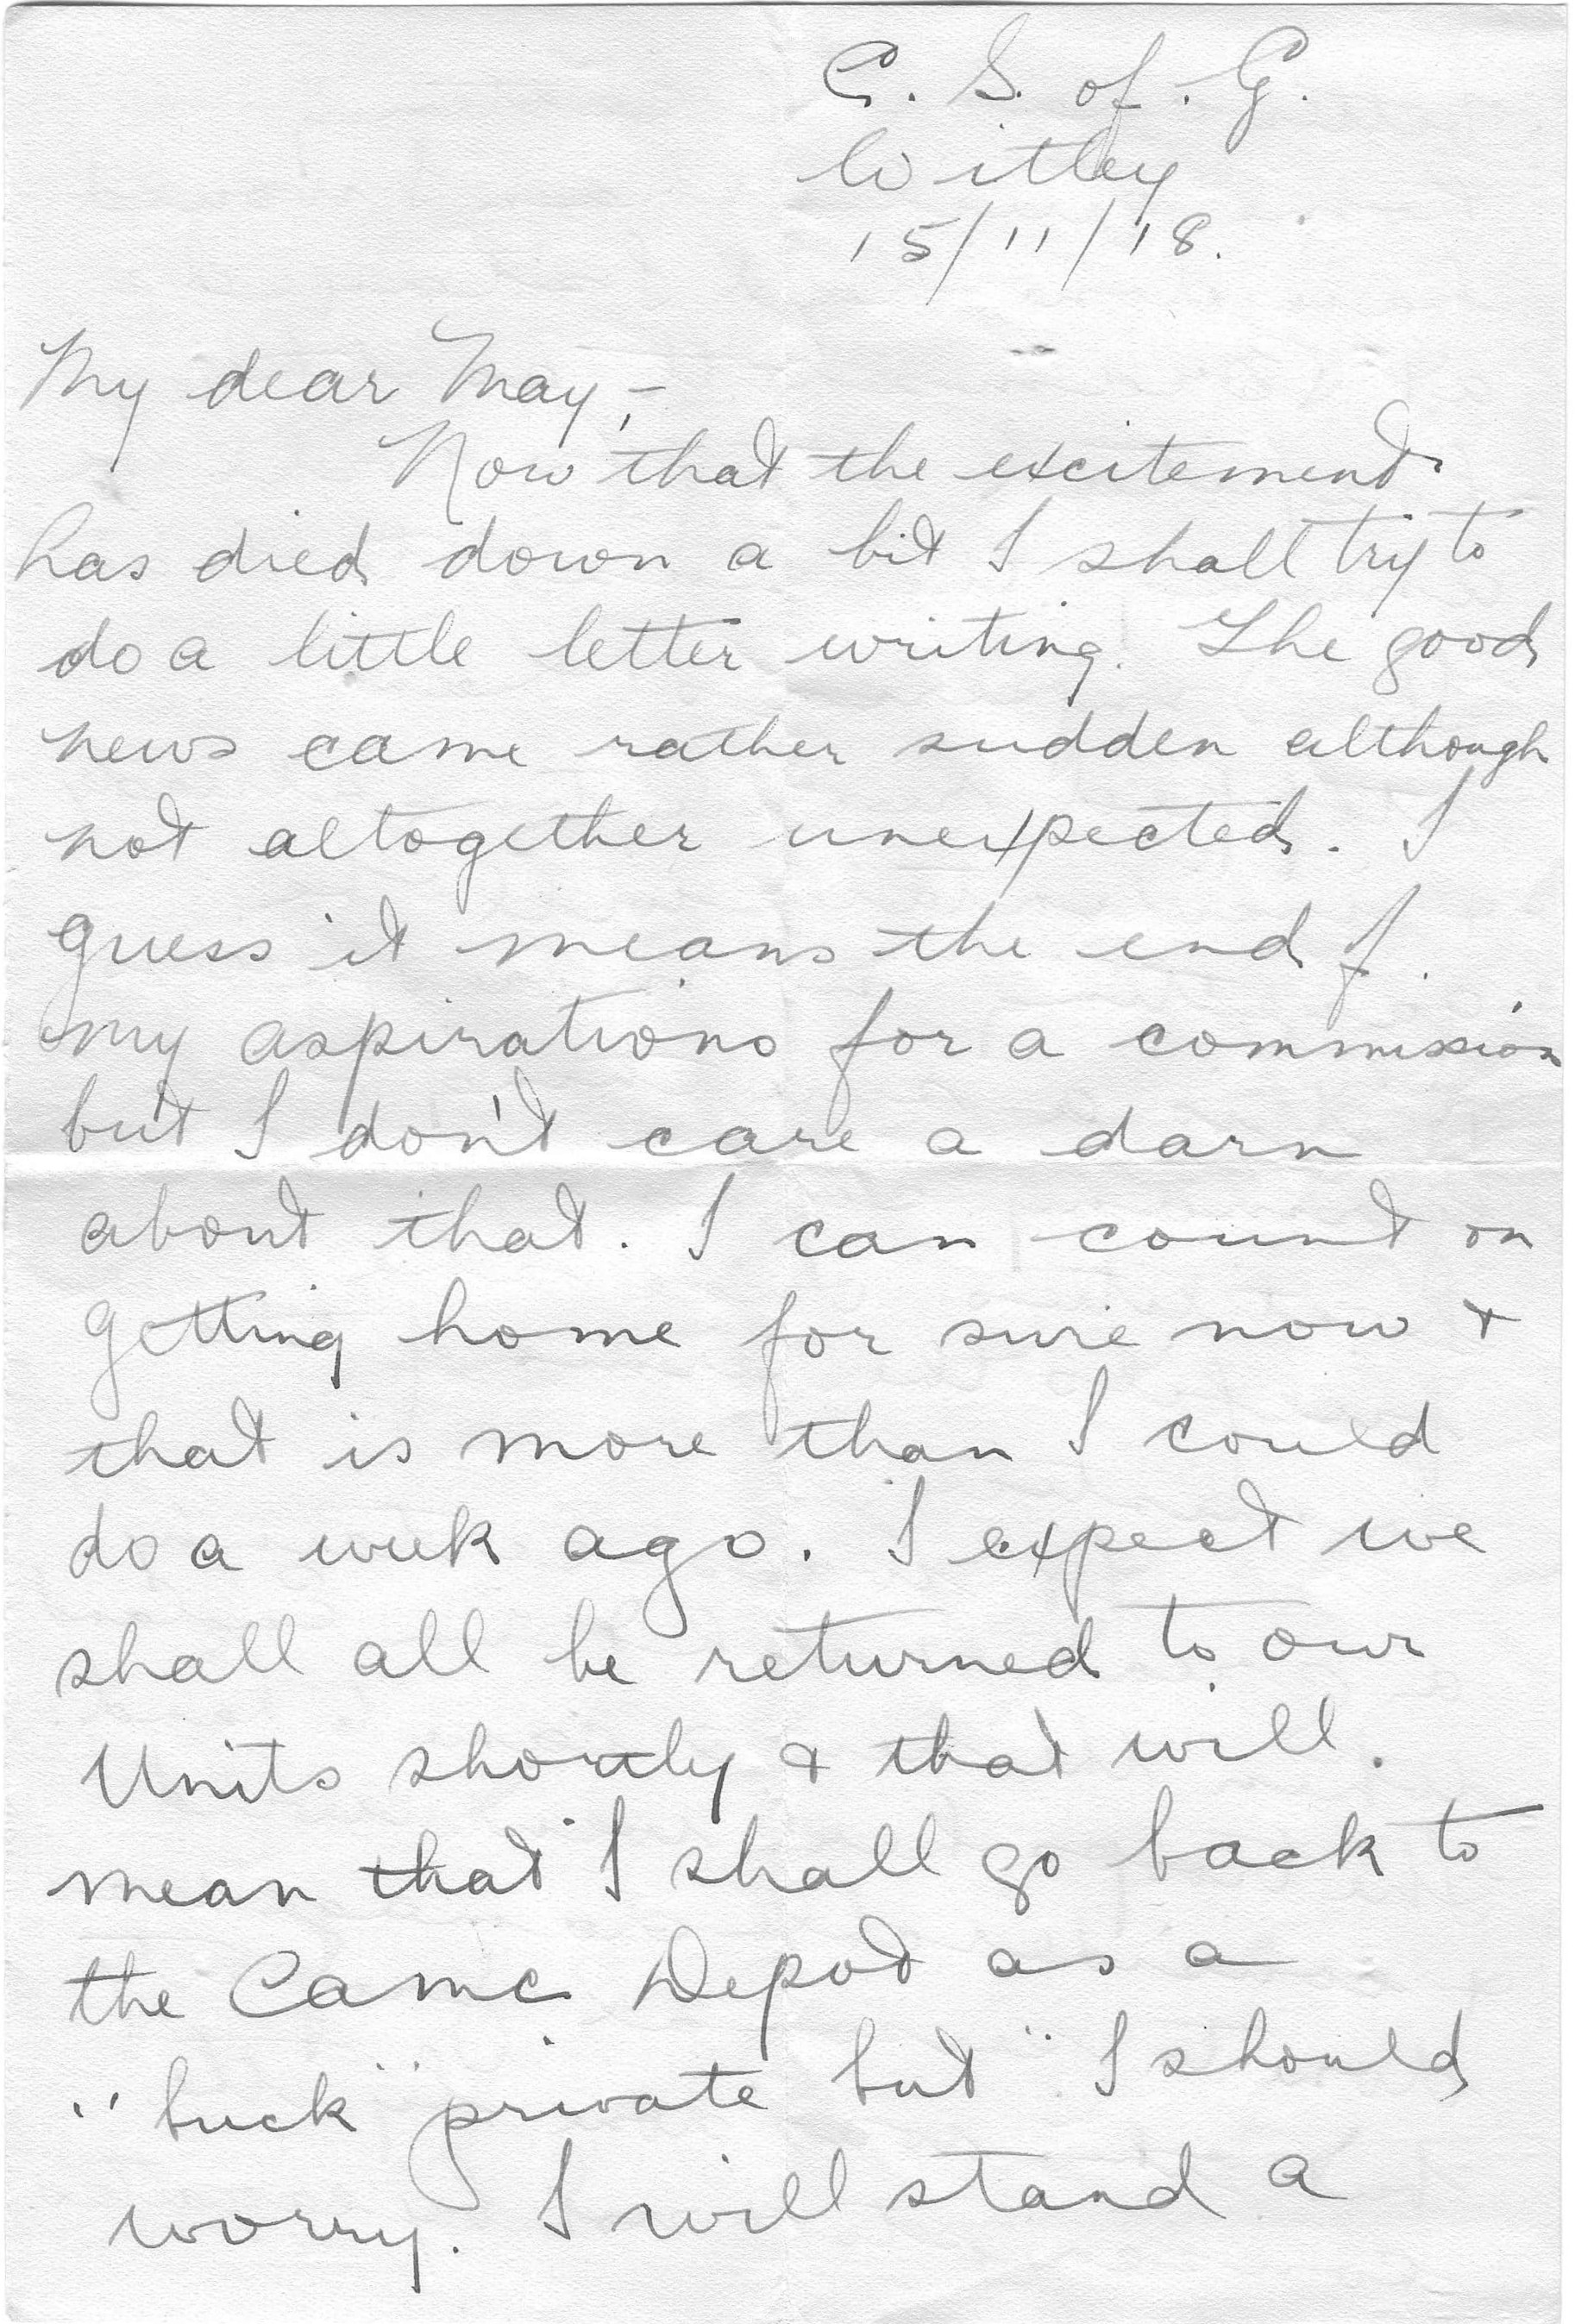 C. S. of. G.
Witley
15/11/18.
My dear May,-
Now that the excitement
has died down a bit I shall try to
do a little letter writing. The good
news came rather sudden although
not altogether unexpected. I
guess it means the end of
my aspirations for a commission
but I don't care a darn
about that. I can count on
getting home for sure now &
that is more than I could
do a week ago. I expect we
shall all be returned to our
Units shortly & that will
mean that I shall go back to
the Camc Depot as a
"buck" private but "I should
worry. I will stand a